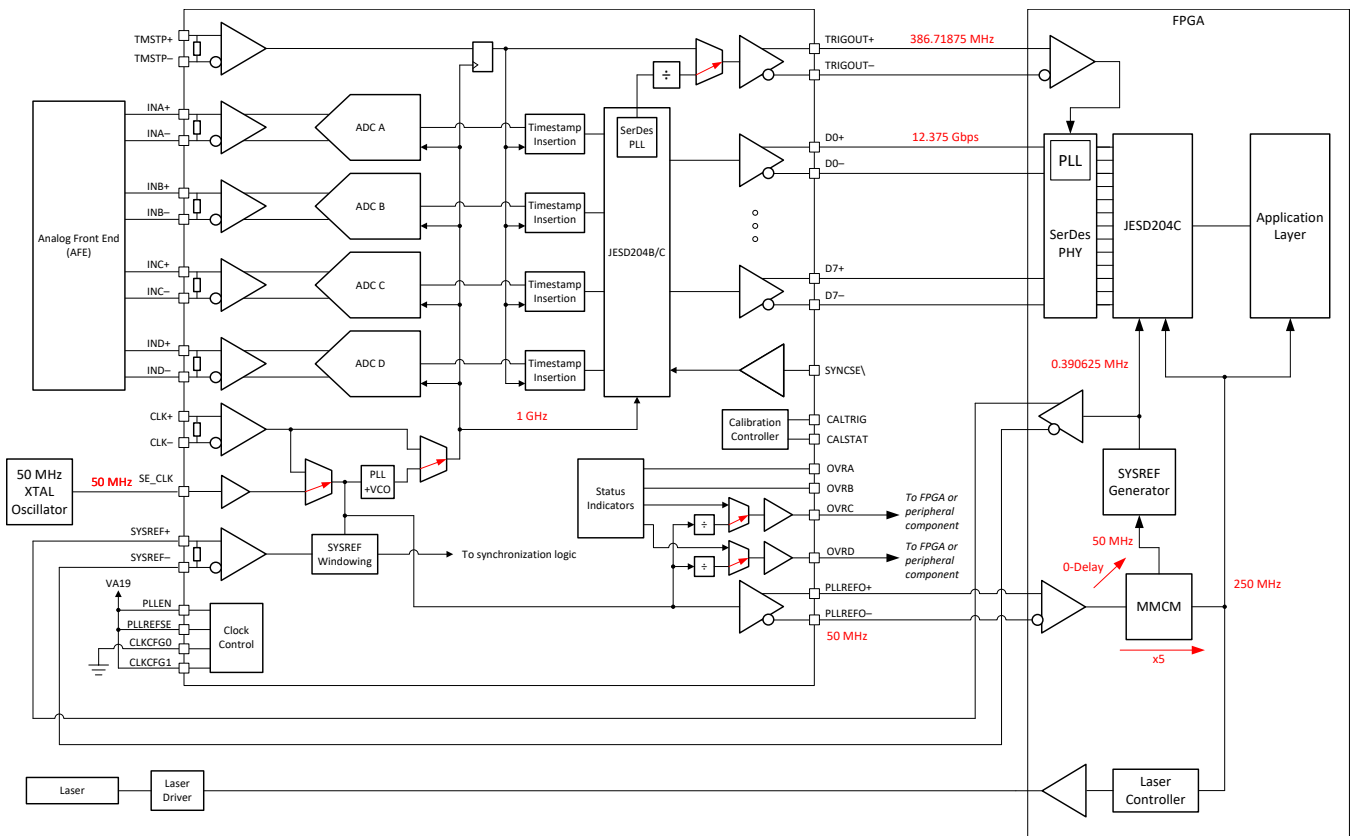 FPGA
TMSTP+
TMSTP–
TRIGOUT+
386.71875 MHz
TRIGOUT–
÷
INA+
INA–
ADC A
Timestamp
Insertion
SerDes
PLL
D0+
12.375 Gbps
D0–
PLL
SerDes
PHY
JESD204C
Application
Layer
INB+
INB–
ADC B
Timestamp
Insertion
Analog Front End
(AFE)
JESD204B/C
INC+
INC–
ADC C
Timestamp
Insertion
D7+
D7–
IND+
IND–
ADC D
Timestamp
Insertion
SYNCSE\
0.390625 MHz
CLK+
CLK–
1 GHz
Calibration
Controller
CALTRIG
CALSTAT
50 MHz
XTAL
Oscillator
50 MHz
SE_CLK
PLL
+VCO
Status
Indicators
OVRA
OVRB
OVRC
To FPGA or
peripheral
component
÷
SYSREF
Generator
SYSREF+
SYSREF–
SYSREF
Windowing
To synchronization logic
OVRD
To FPGA or
peripheral
component
÷
50 MHz
0-Delay
VA19
PLLEN
PLLREFSE
CLKCFG0
CLKCFG1
Clock
Control
PLLREFO+
PLLREFO–
50 MHz
MMCM
250 MHz
x5
Laser
Laser
Driver
Laser
Controller